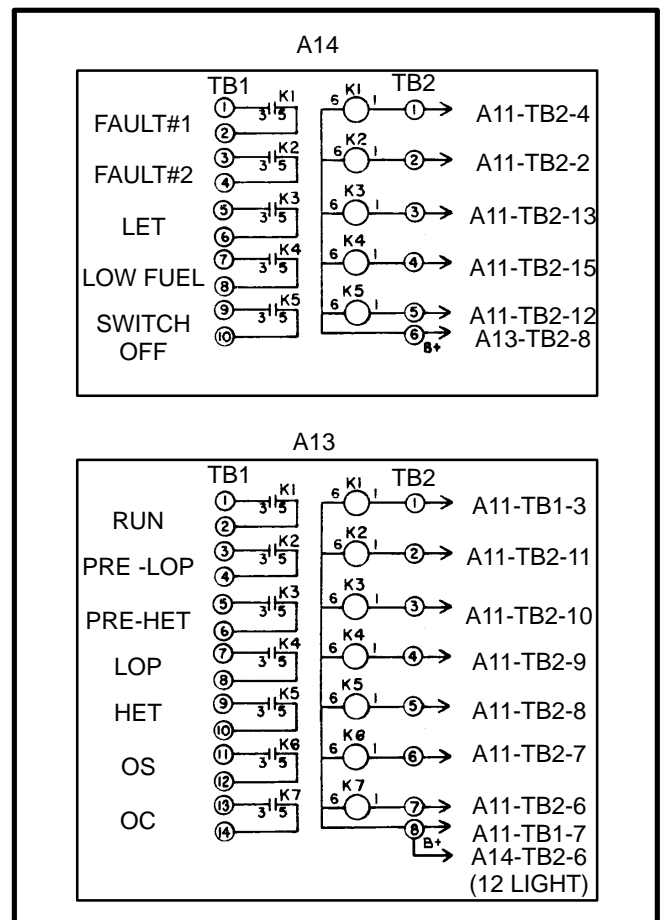 A14
TB1 TB2
1 3 5 K1 6 K1 1 1 A11-TB2-4
FAULT#1
2
3 3 5 K2 6 K2 1 2 A11-TB2-2
FAULT#2
4
5 3 5 K3 6 K3 1 3 A11-TB2-13
LET
6
7 3 5 K4 6 K4 1 4 A11-TB2-15
LOW FUEL
8
9 3 5 K5 6 K5 1 5 A11-TB2-12
SWITCH
OFF
10 6 B+ A13-TB2-8
A13
TB1 TB2
1 3 5 K1 6 K1 1 1 A11-TB1-3
RUN
2
3 3 5 K2 6 K2 1 2 A11-TB2-11
PRE -LOP
4
5 3 5 K3 6 K3 1 3 A11-TB2-10
PRE-HET
6
7 3 5 K4 6 K4 1 4 A11-TB2-9
LOP
8
9 3 5 K5 6 K5 1 5 A11-TB2-8
HET
10
11 3 5 K6 6 K6 1 6 A11-TB2-7
OS
12
13 3 5 K7 6 K7 1 7 A11-TB2-6
OC
14 8 B+ A11-TB1-7
A14-TB2-6
(12 LIGHT)